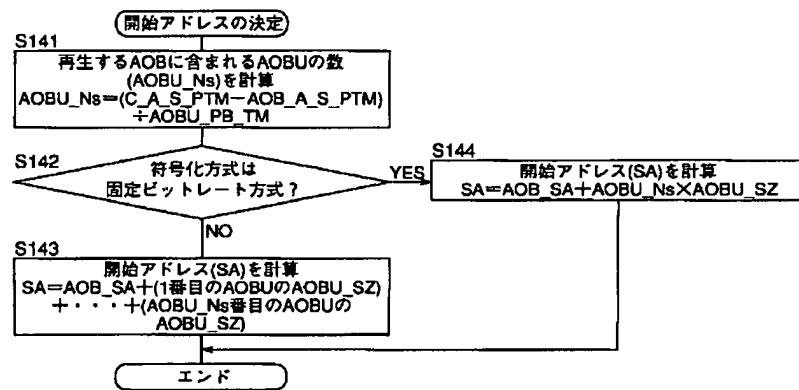 開始アドレスの決定
S141
再生するAOBに含まれるAOBUの数
(AOBU_Ns)を計算
AOBU_Ns=(C_A_S_PTM-AOB_A_S_PTM)
÷AOBU_PB_TM
S142
符号化方式は
固定ビットレート方式?
YES
S144
開始アドレス(SA)を計算
SA=AOB_SA+AOBU_Ns×AOBU_SZ
NO
S143
開始アドレス(SA)を計算
SA=AOB_SA+(1番目のAOBUのAOBU_SZ)
+・・・+(AOBU_Ns番目のAOBUの
AOBU_SZ)
エンド